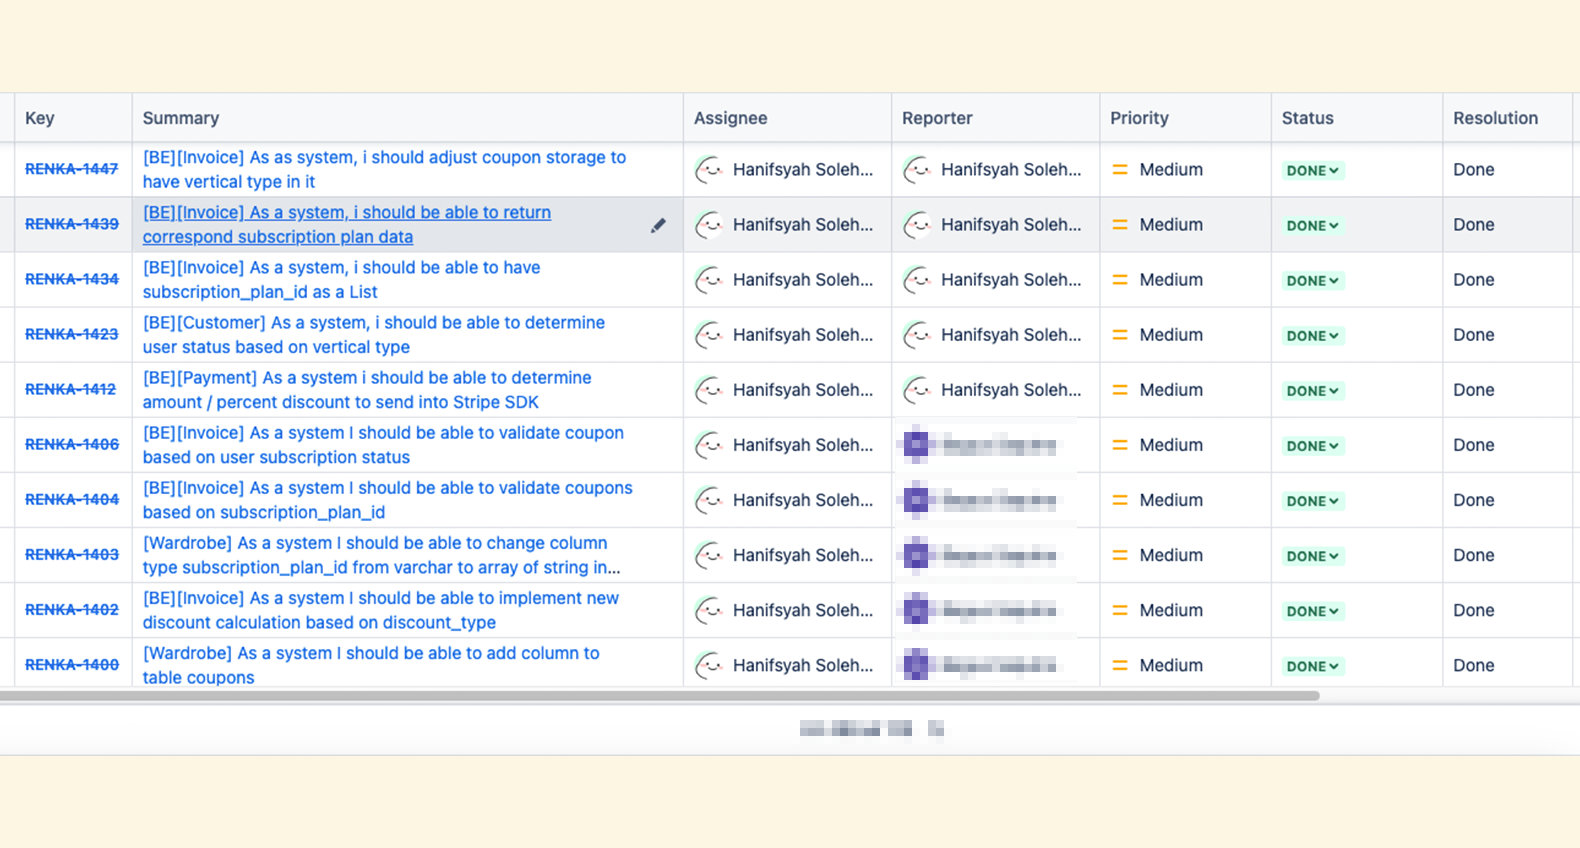 Key Summary Assignee Reporter Priority Status Resolution
RENKA-1447 [BE][Invoice] As as system, i should adjust coupon storage to
have vertical type in it Hanifsyah Soleh... Hanifsyah Soleh... Medium DONE Done
RENKA-1439 [BE][Invoice] As a system, i should be able to return
correspond subscription plan data Hanifsyah Soleh... Hanifsyah Soleh... Medium DONE Done
RENKA-1434 [BE][Invoice] As a system, i should be able to have
subscription_plan_id as a List Hanifsyah Soleh... Hanifsyah Soleh... Medium DONE Done
RENKA-1423 [BE][Customer] As a system, i should be able to determine
user status based on vertical type Hanifsyah Soleh... Hanifsyah Soleh... Medium DONE Done
RENKA-1412 [BE][Payment] As a system i should be able to determine
amount / percent discount to send into Stripe SDK Hanifsyah Soleh... Hanifsyah Soleh... Medium DONE Done
RENKA-1406 [BE][Invoice] As a system I should be able to validate coupon
based on user subscription status Hanifsyah Soleh... Medium DONE Done
RENKA-1404 [BE][Invoice] As a system I should be able to validate coupons
based on subscription_plan_id Hanifsyah Soleh... Medium DONE Done
RENKA-1403 [Wardrobe] As a system I should be able to change column
type subscription_plan_id from varchar to array of string in... Hanifsyah Soleh... Medium DONE Done
RENKA-1402 [BE][Invoice] As a system I should be able to implement new
discount calculation based on discount_type Hanifsyah Soleh... Medium DONE Done
RENKA-1400 [Wardrobe] As a system I should be able to add column to
table coupons Hanifsyah Soleh... Medium DONE Done